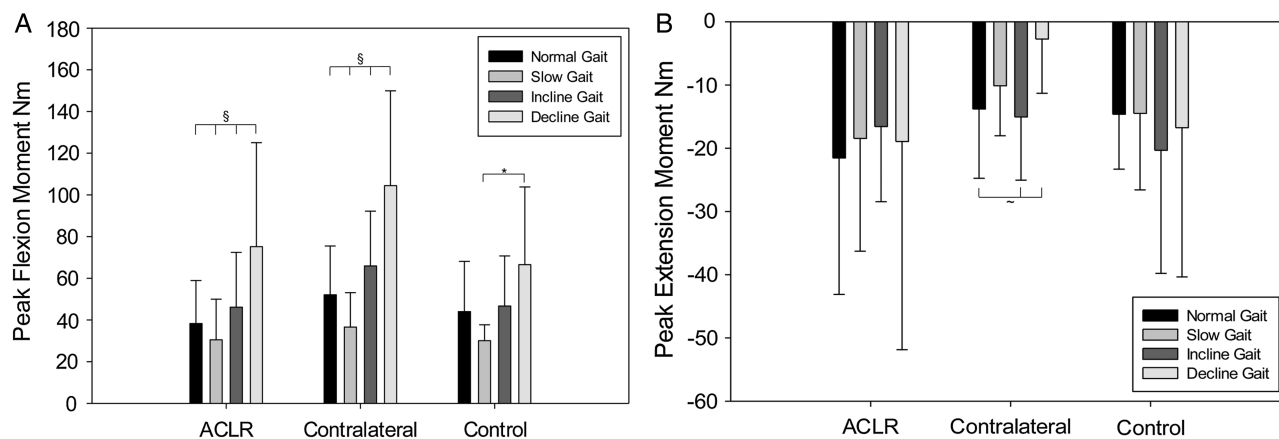 A
Peak Flexion Moment Nm
180
160
140
120
100
80
60
40
20
0
§
§
*
Normal Gait
Slow Gait
Incline Gait
Decline Gait
ACLR Contralateral Control
B
Peak Extension Moment Nm
0
-10
-20
-30
-40
-50
-60
~
Normal Gait
Slow Gait
Incline Gait
Decline Gait
ACLR Contralateral Control